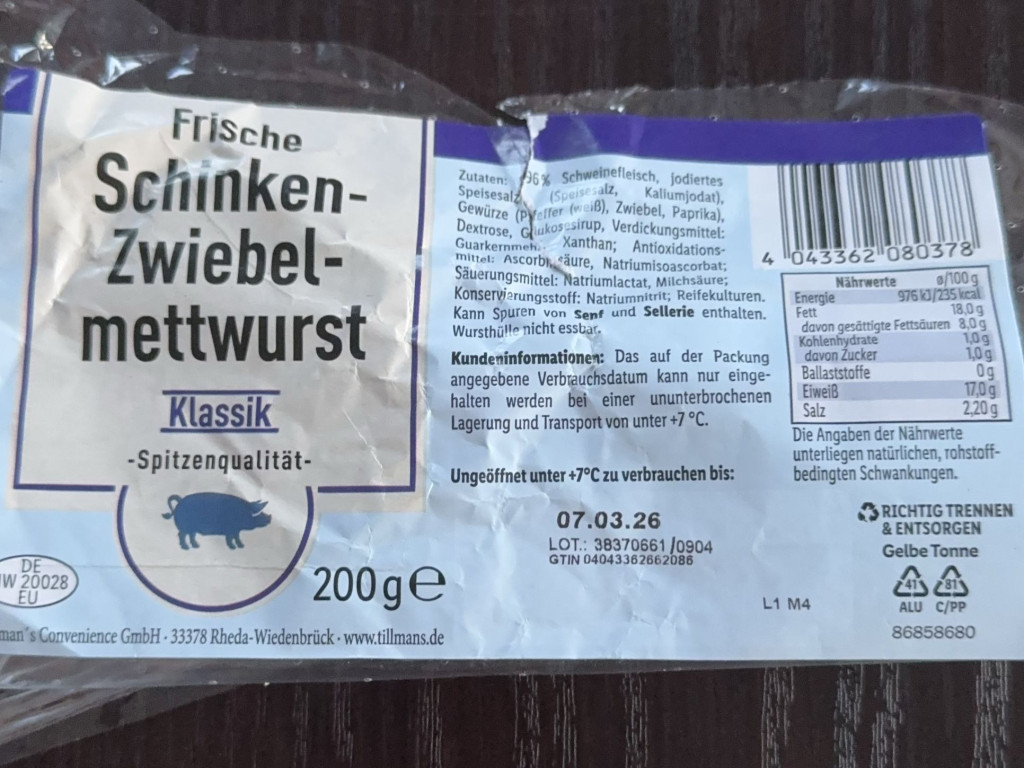 Frische
Schinken-
Zwiebel-
mettwurst
Klassik
-Spitzenqualität-
200g e
DE
W 20028
EU
man's Convenience GmbH · 33378 Rheda-Wiedenbrück · www.tillmans.de
Zutaten: 96% Schweinefleisch, jodiertes
Speisesalz (Speisesalz, Kaliumjodat),
Gewürze (Pfeffer (weiß), Zwiebel, Paprika),
Dextrose, Glukosesirup, Verdickungsmittel:
Guarkernmehl, Xanthan; Antioxidations-
mittel: Ascorbinsäure, Natriumisoascorbat;
Säuerungsmittel: Natriumlactat, Milchsäure;
Konservierungsstoff: Natriumnitrit; Reifekulturen.
Kann Spuren von Senf und Sellerie enthalten.
Wursthülle nicht essbar.
Kundeninformationen: Das auf der Packung
angegebene Verbrauchsdatum kann nur einge-
halten werden bei einer ununterbrochenen
Lagerung und Transport von unter +7 °C.
Ungeöffnet unter +7°C zu verbrauchen bis:
07.03.26
LOT.: 38370661/0904
GTIN 04043362662086
L1 M4
4 043362 080378
Nährwerte g/100 g
Energie 976 kJ/235 kcal
Fett 18,0 g
davon gesättigte Fettsäuren 8,0 g
Kohlenhydrate 1,0 g
davon Zucker 1,0 g
Ballaststoffe 0 g
Eiweiß 17,0 g
Salz 2,20 g
Die Angaben der Nährwerte
unterliegen natürlichen, rohstoff-
bedingten Schwankungen.
RICHTIG TRENNEN
& ENTSORGEN
Gelbe Tonne
41 81
ALU C/PP
86858680